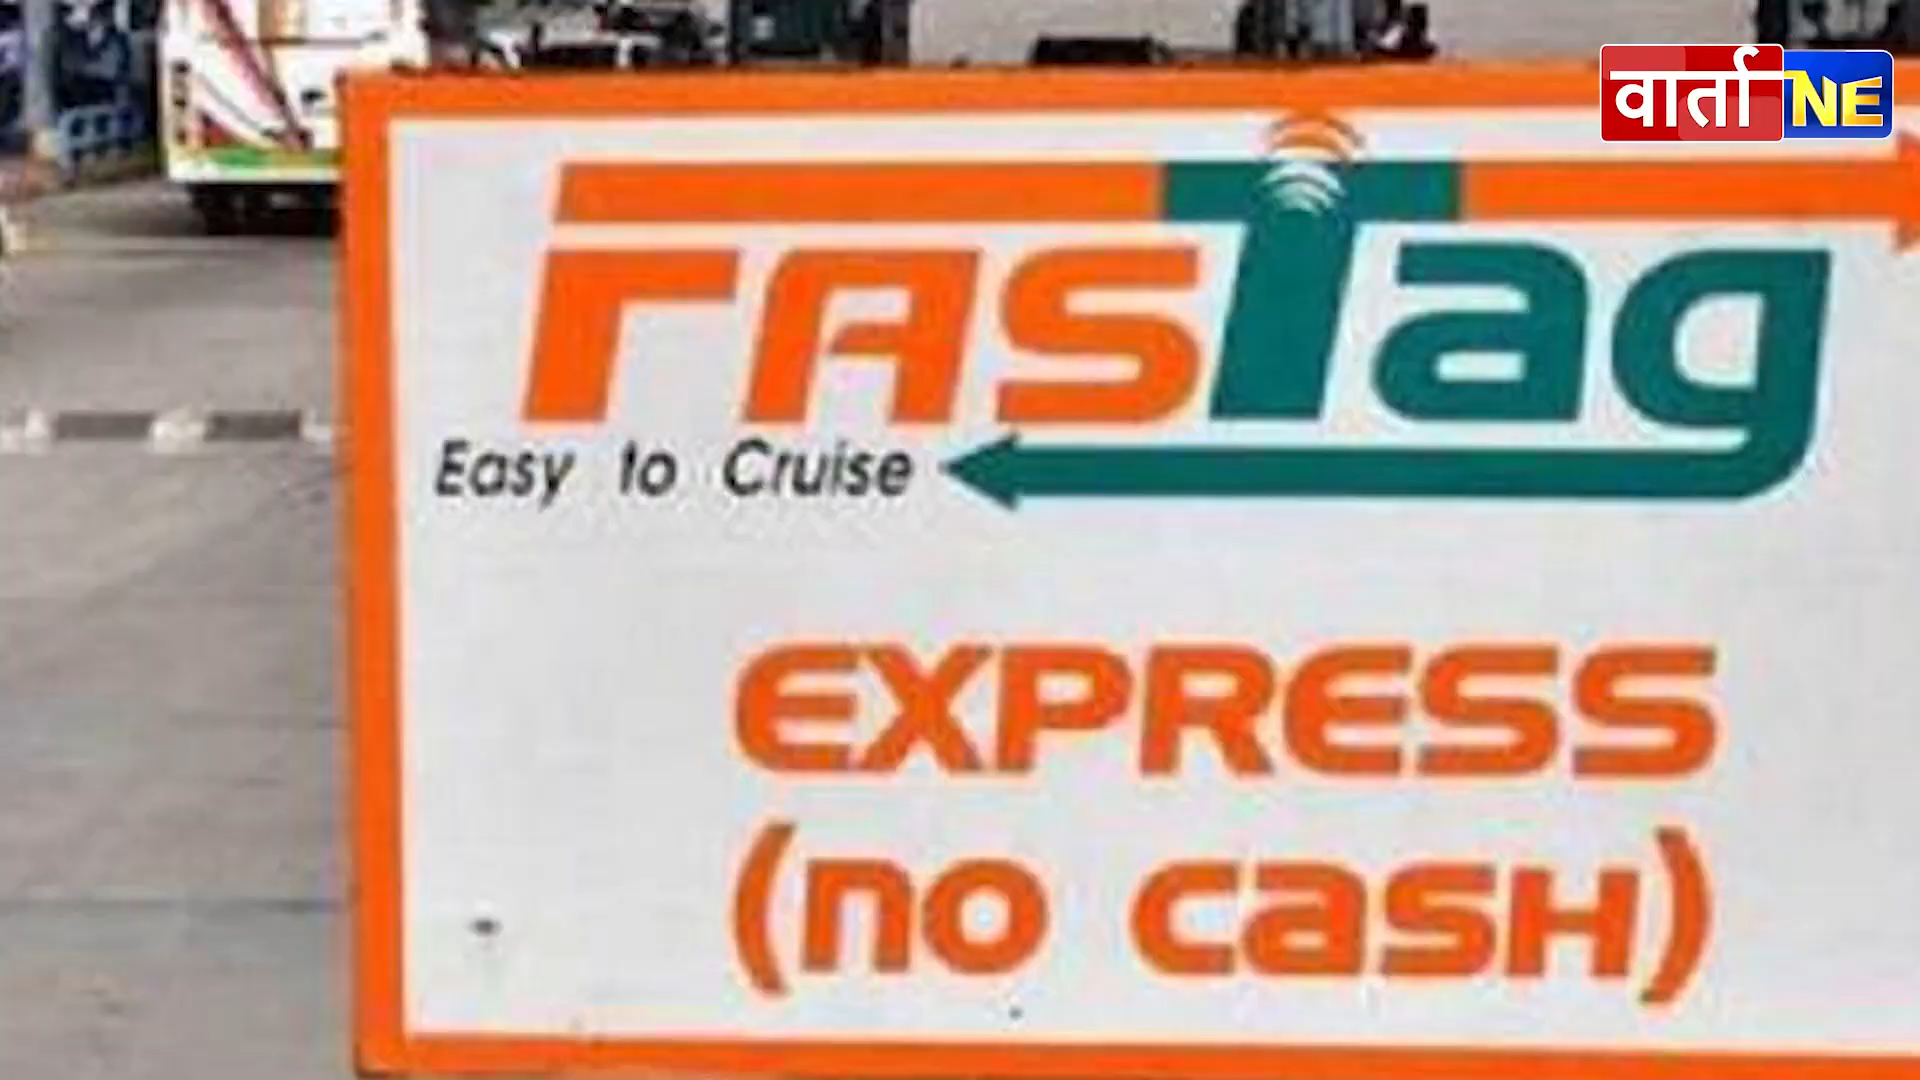 वार्ता NE
FASTag
Easy to Cruise
EXPRESS
(no cash)